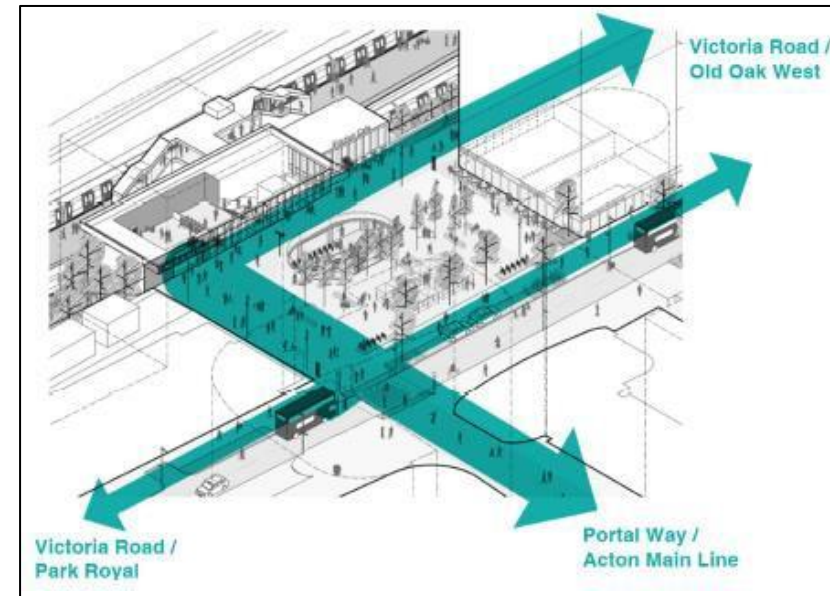 Victoria Road /
Old Oak West
Victoria Road /
Park Royal
Portal Way /
Acton Main Line